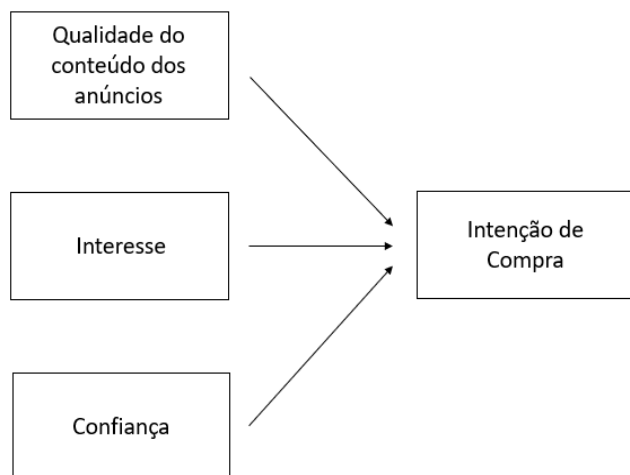 Qualidade do
conteúdo dos
anúncios
Interesse
Intenção de
Compra
Confiança